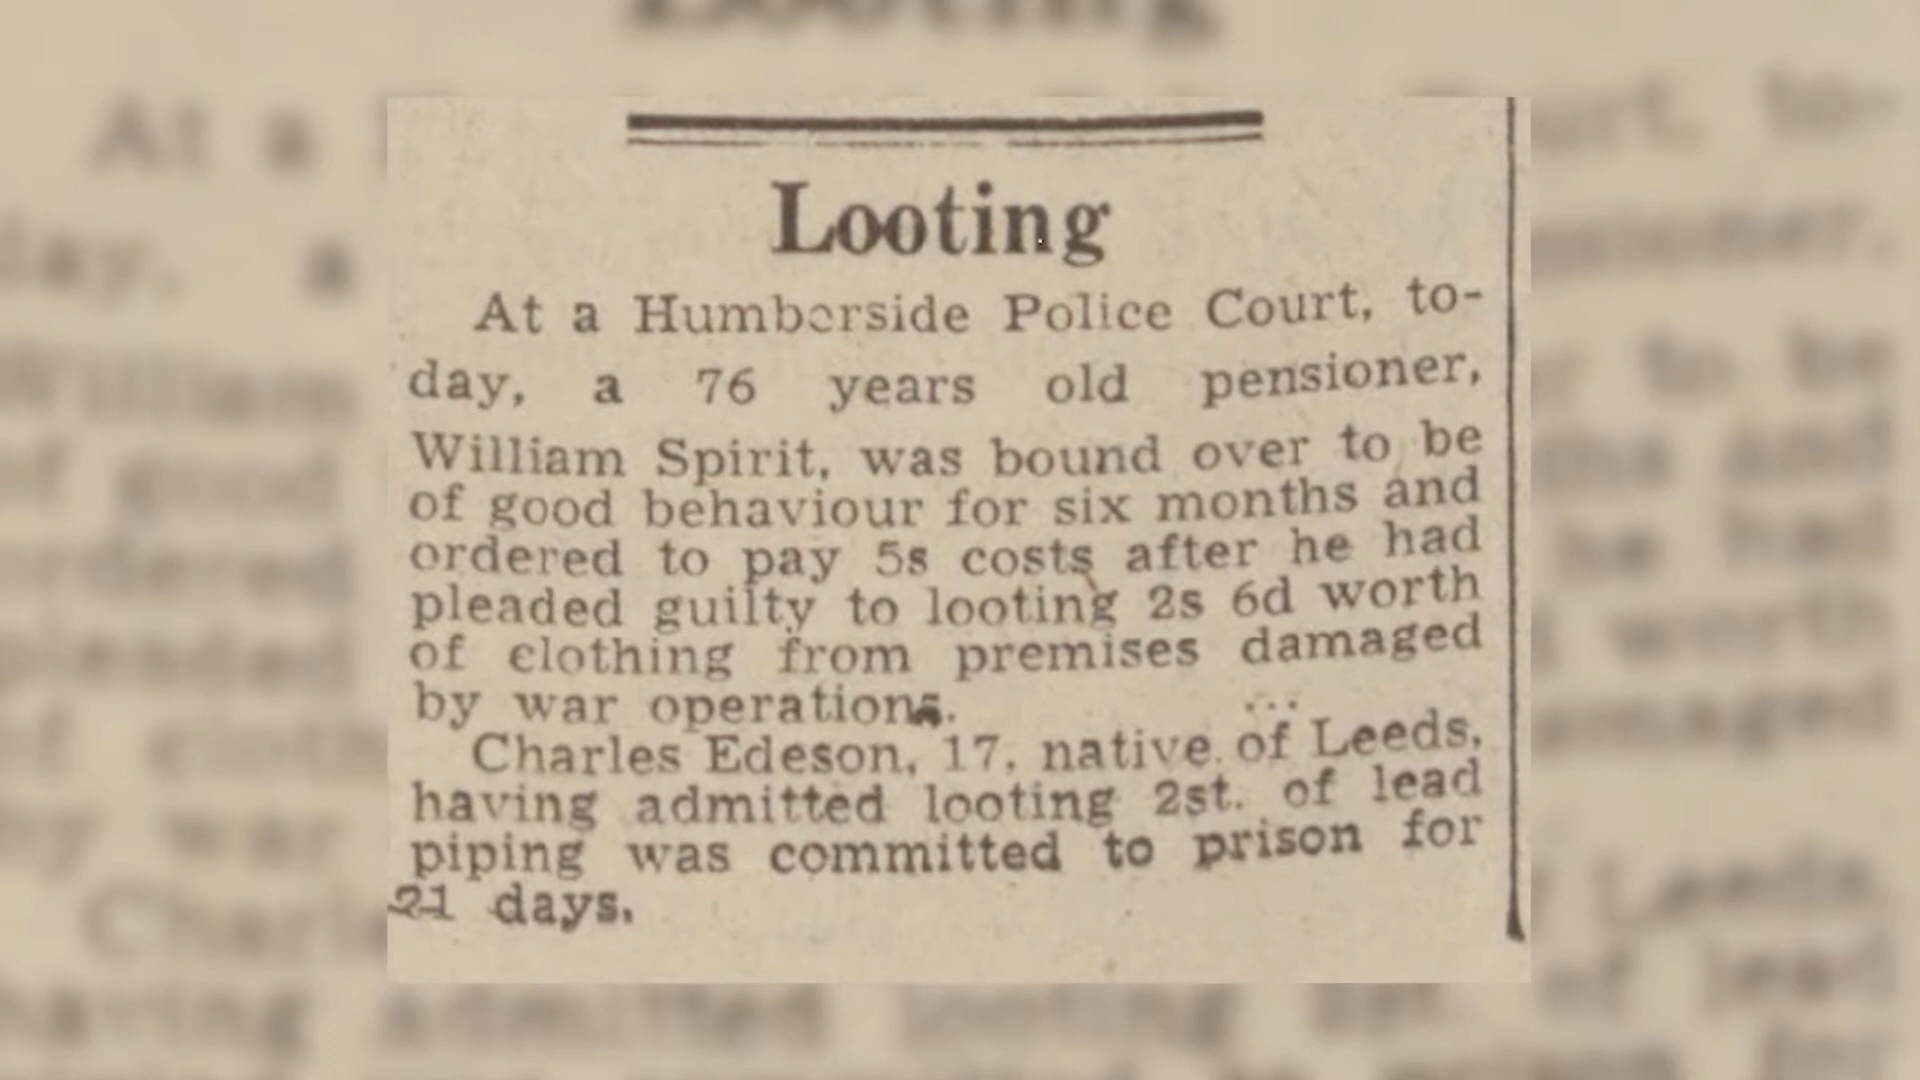 Looting
At a Humberside Police Court, to-
day, a 76 years old pensioner,
William Spirit, was bound over to be
of good behaviour for six months and
ordered to pay 5s costs after he had
pleaded guilty to looting 2s 6d worth
of clothing from premises damaged
by war operations.
Charles Edeson, 17, native of Leeds,
having admitted looting 2st. of lead
piping was committed to prison for
21 days.